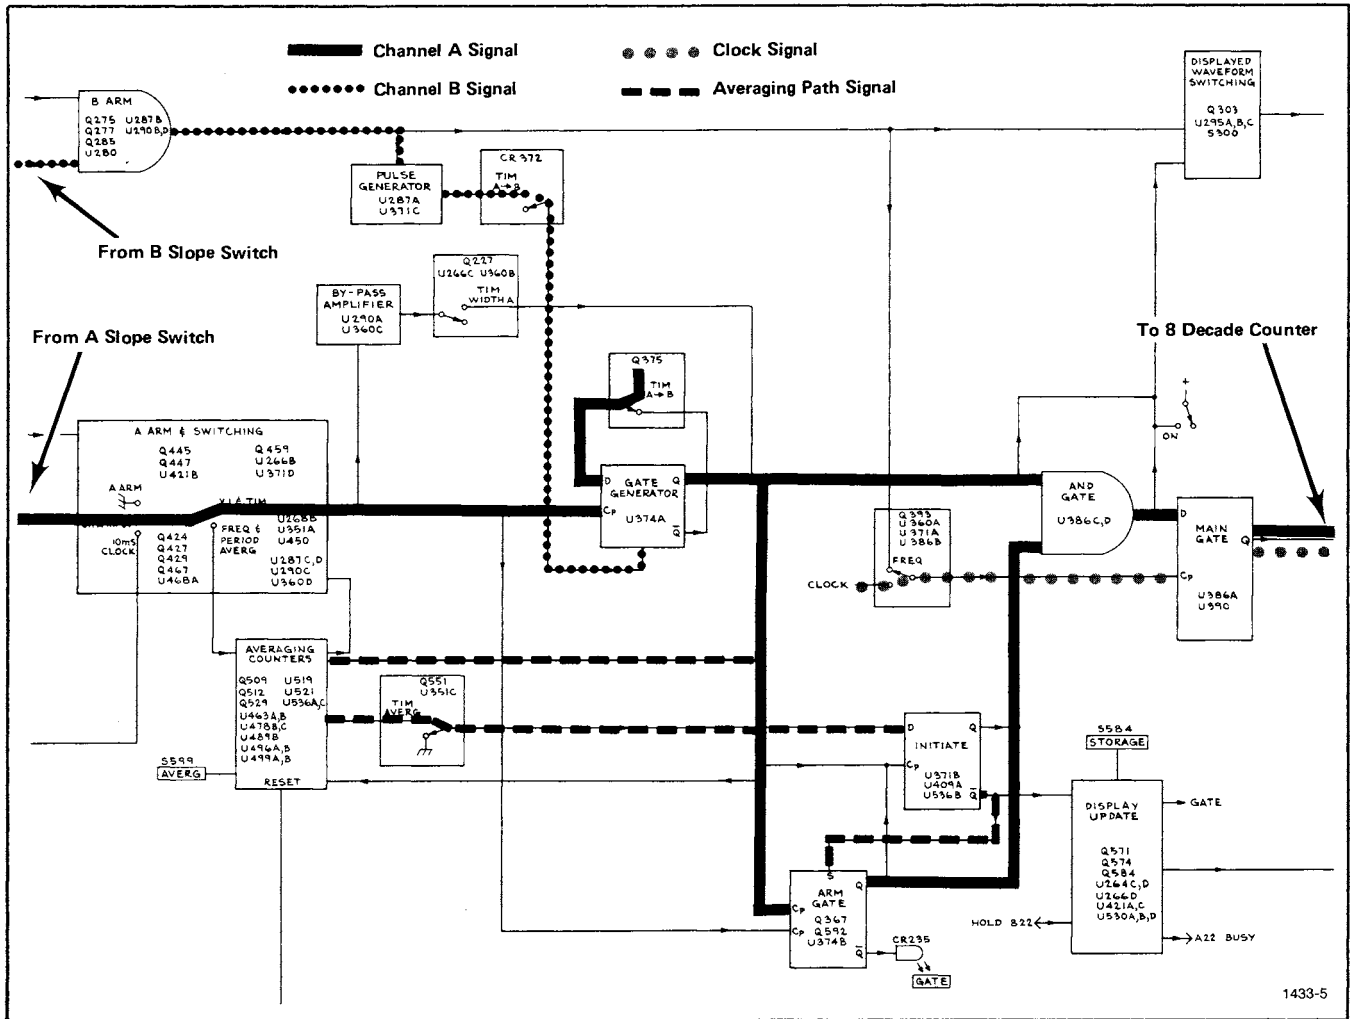 Channel A Signal
Channel B Signal
Clock Signal
Averaging Path Signal
DISPLAYED
WAVEFORM
SWITCHING
Q303
U295A,B,C
S300
B ARM
Q275 U287B
Q277 U290B,D
Q285
U280
PULSE
GENERATOR
U287A
U371C
CR372
TIM
A→B
From B Slope Switch
Q227
U266C U360B
TIM
WIDTHA
BY-PASS
AMPLIFIER
U290A
U360C
From A Slope Switch
To 8 Decade Counter
Q375
TIM
A→B
+
ON
A ARM & SWITCHING
Q445 Q459
Q447 U266B
U421B U371D
A ARM
U268B
FREQ & U351A
PERIOD U450
AVERG
10mS
CLOCK
Q424
Q427
Q429
Q467
U468A
U287C,D
U290C
U360D
D GATE Q
GENERATOR
Cp
U374A
Q̅
AND
GATE
U386C,D
Q393
U360A
U371A
U386B
FREQ
CLOCK
D
MAIN
GATE
Q
Cp
U386A
U390
AVERAGING
COUNTERS
Q509 U519
Q512 U521
Q529 U536A,C
U463A,B
U478B,C
U489B
U496A,B
U499A,B
RESET
S599
AVERG
Q551
U351C
TIM
AVERG
D Q
INITIATE
Cp
U371B
U409A
U536B Q̅
S584
STORAGE
DISPLAY
UPDATE
Q571
Q574
Q584
U264C,D
U266D
U421A,C
U530A,B,D
GATE
HOLD 822
A22 BUSY
S
ARM Q
GATE
Cp
Q367
Cp Q592
U374B
Q̅
CR235
GATE
1433-5